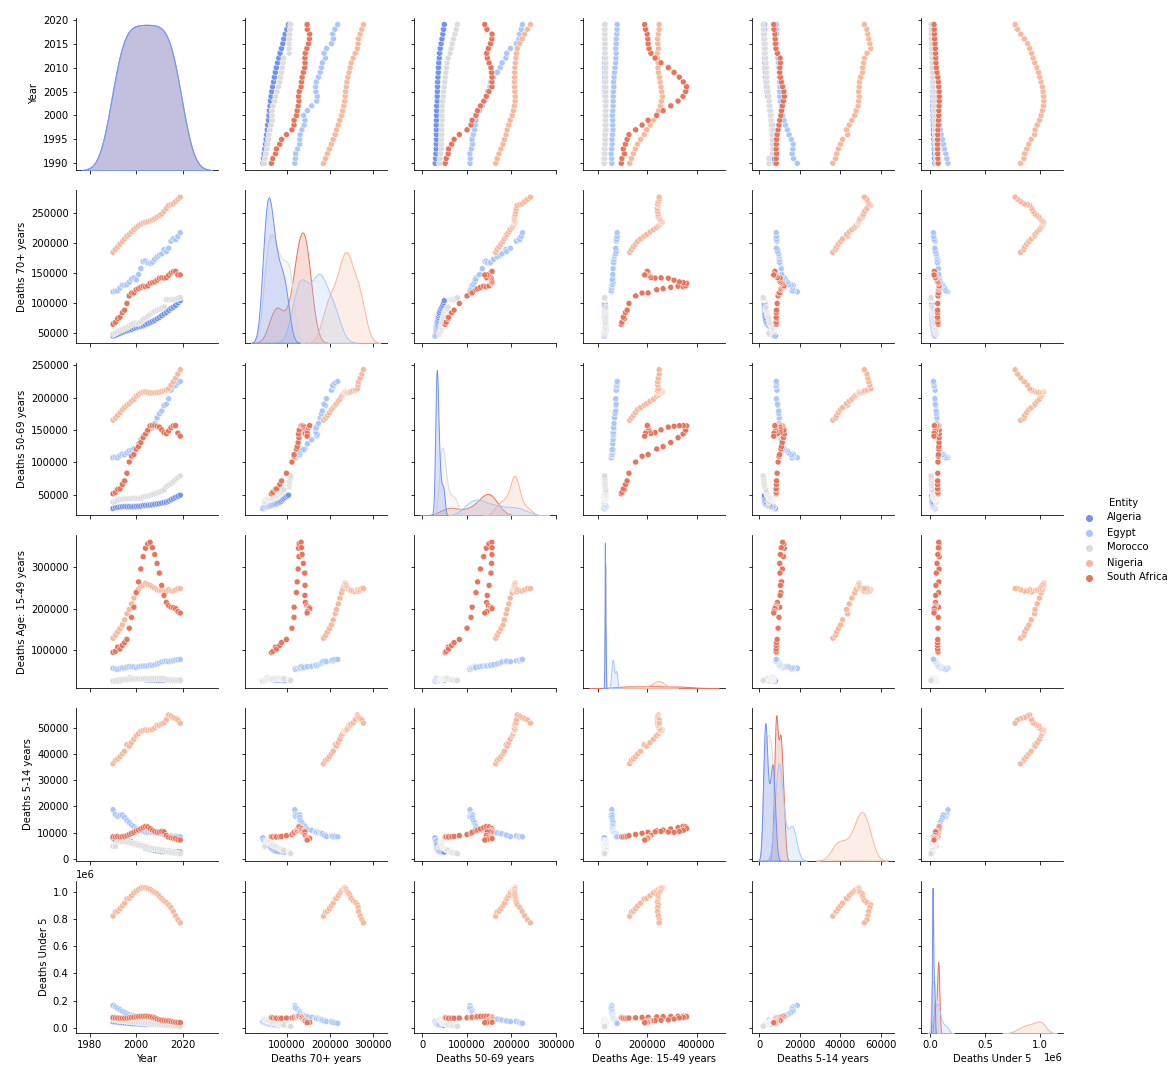 2020
2015
2010
2005
2000
1995
1990
Year
250000
200000
150000
100000
50000
Deaths 70+ years
250000
200000
150000
100000
50000
Deaths 50-69 years
300000
200000
100000
Deaths Age: 15-49 years
50000
40000
30000
20000
10000
0
Deaths 5-14 years
1e6
1.0
0.8
0.6
0.4
0.2
0.0
Deaths Under 5
1980 2000 2020
Year
100000 200000 300000
Deaths 70+ years
0 100000 200000 300000
Deaths 50-69 years
0 200000 400000
Deaths Age: 15-49 years
0 20000 40000 60000
Deaths 5-14 years
0.0 0.5 1.0
Deaths Under 5 1e6
Entity
Algeria
Egypt
Morocco
Nigeria
South Africa